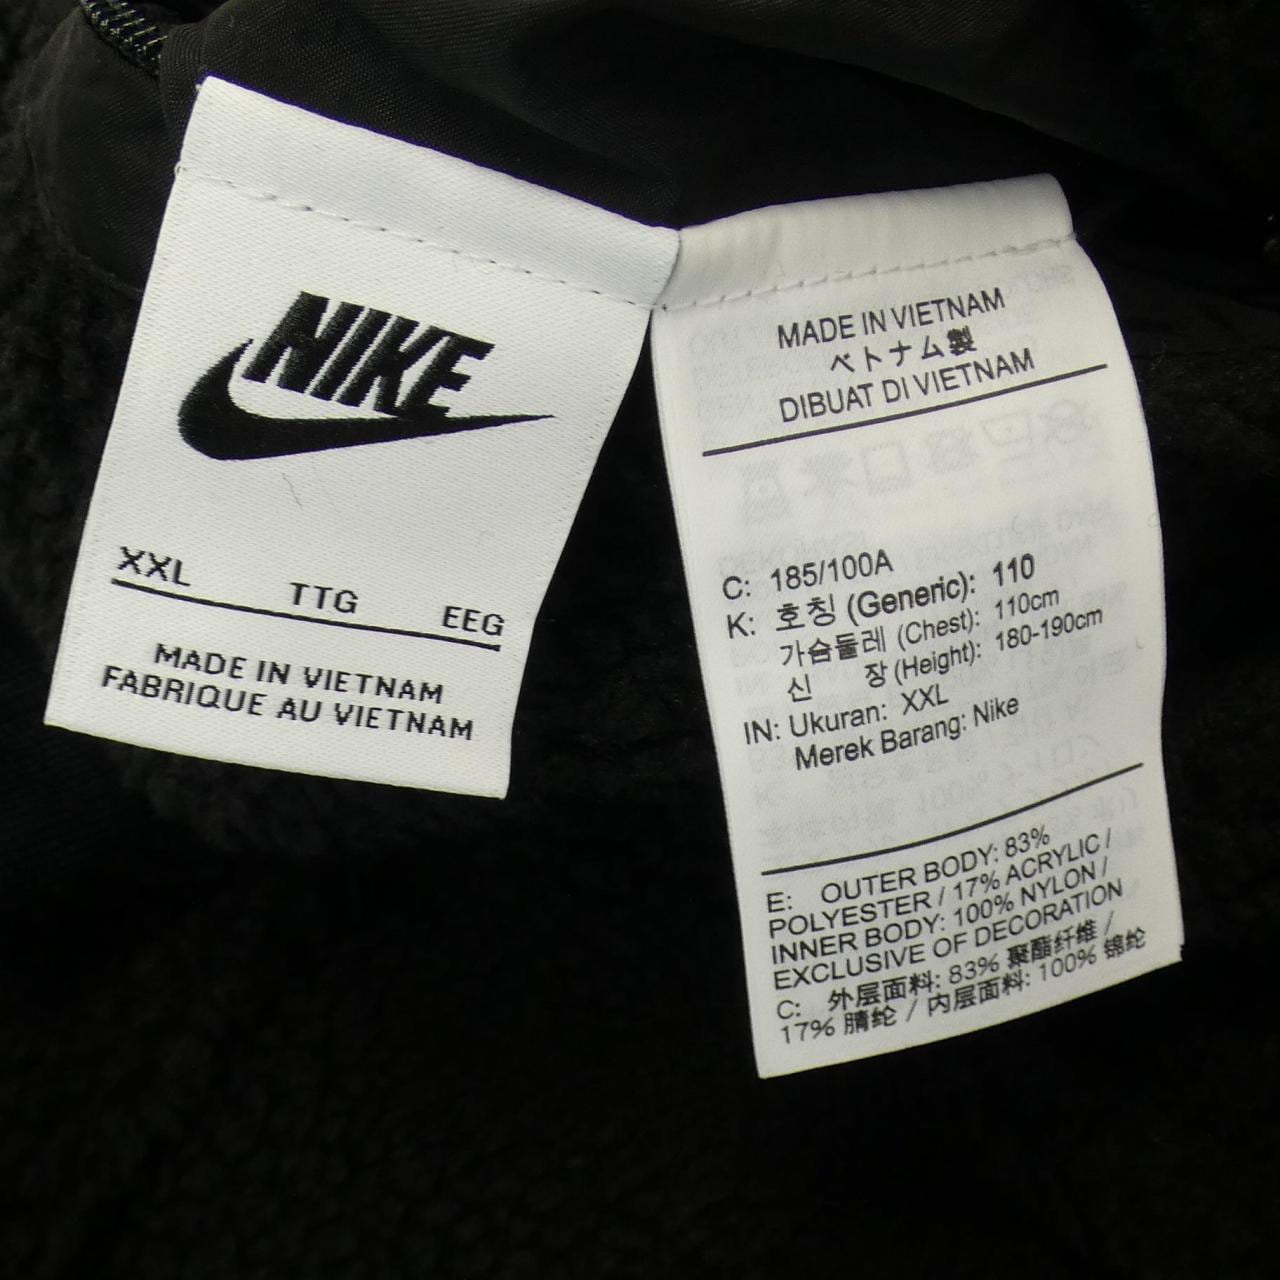 NIKE
XXL TTG EEG
MADE IN VIETNAM
FABRIQUE AU VIETNAM
MADE IN VIETNAM
ベトナム製
DIBUAT DI VIETNAM
C: 185/100A
K: 호칭 (Generic): 110
가슴둘레 (Chest): 110cm
신 장 (Height): 180-190cm
IN: Ukuran: XXL
Merek Barang: Nike
E: OUTER BODY: 83%
POLYESTER / 17% ACRYLIC /
INNER BODY: 100% NYLON /
EXCLUSIVE OF DECORATION
C: 外层面料: 83% 聚酯纤维 /
17% 腈纶 / 内层面料: 100% 锦纶